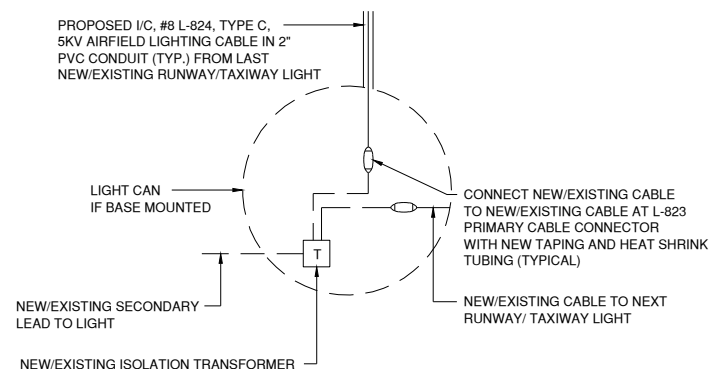 PROPOSED I/C, #8 L-824, TYPE C,
5KV AIRFIELD LIGHTING CABLE IN 2"
PVC CONDUIT (TYP.) FROM LAST
NEW/EXISTING RUNWAY/TAXIWAY LIGHT
LIGHT CAN
IF BASE MOUNTED
CONNECT NEW/EXISTING CABLE
TO NEW/EXISTING CABLE AT L-823
PRIMARY CABLE CONNECTOR
WITH NEW TAPING AND HEAT SHRINK
TUBING (TYPICAL)
T
NEW/EXISTING SECONDARY
LEAD TO LIGHT
NEW/EXISTING CABLE TO NEXT
RUNWAY/ TAXIWAY LIGHT
NEW/EXISTING ISOLATION TRANSFORMER